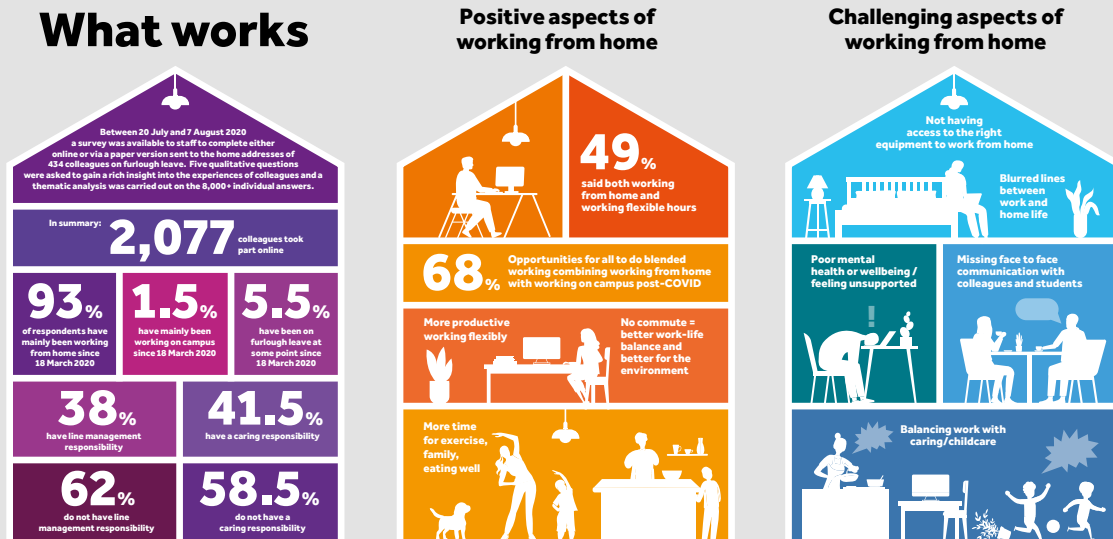 What works
Between 20 July and 7 August 2020
a survey was available to staff to complete either
online or via a paper version sent to the home addresses of
434 colleagues on furlough leave. Five qualitative questions
were asked to gain a rich insight into the experiences of colleagues and a
thematic analysis was carried out on the 8,000+ individual answers.
In summary:
2,077
colleagues took
part online
93%
of respondents have
mainly been working
from home since
18 March 2020
1.5%
have mainly been
working on campus
since 18 March 2020
5.5%
have been on
furlough leave at
some point since
18 March 2020
38%
have line management
responsibility
41.5%
have a caring responsibility
62%
do not have line
management responsibility
58.5%
do not have a
caring responsibility
Positive aspects of
working from home
49%
said both working
from home and
working flexible hours
68%
Opportunities for all to do blended
working combining working from home
with working on campus post-COVID
More productive
working flexibly
No commute =
better work-life
balance and
better for the
environment
More time
for exercise,
family,
eating well
Challenging aspects of
working from home
Not having
access to the right
equipment to work from home
Blurred lines
between
work and
home life
Poor mental
health or wellbeing /
feeling unsupported
!
Missing face to face
communication with
colleagues and students
Balancing work with
caring/childcare